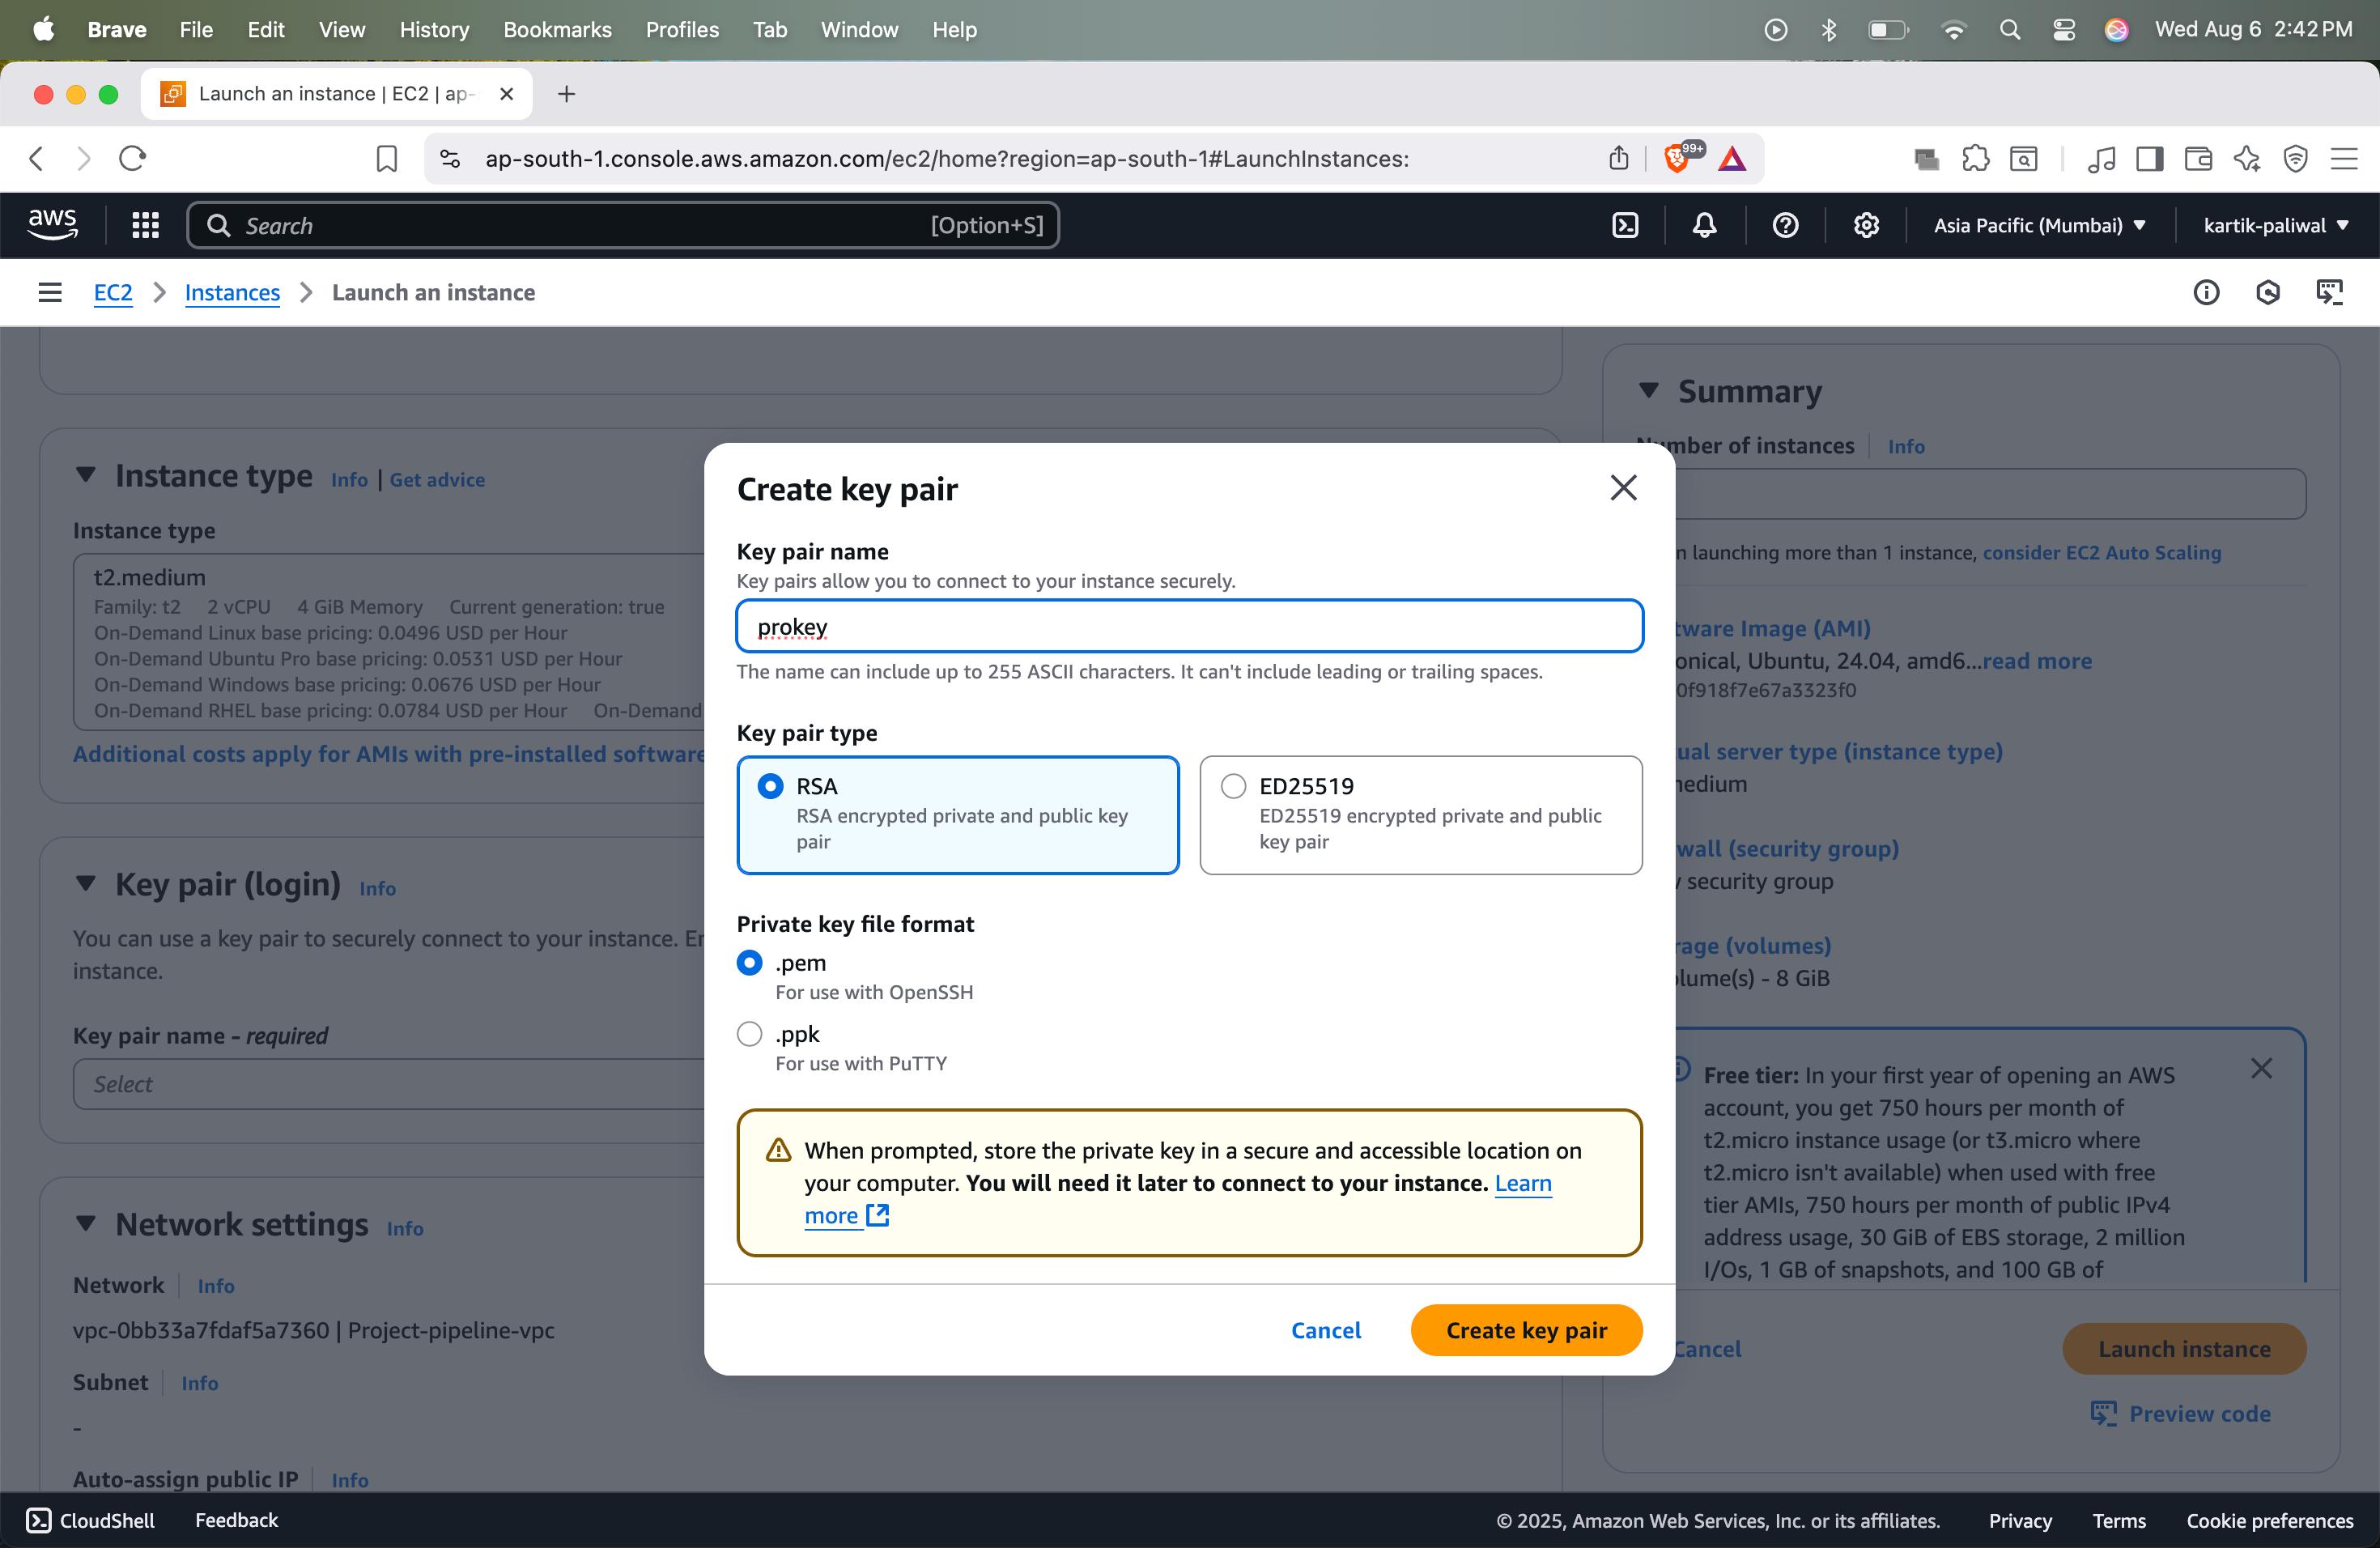 Brave File Edit View History Bookmarks Profiles Tab Window Help Wed Aug 6 2:42 PM
Launch an instance | EC2 | ap-
ap-south-1.console.aws.amazon.com/ec2/home?region=ap-south-1#LaunchInstances: 99+
aws Search [Option+S] Asia Pacific (Mumbai) kartik-paliwal
EC2 Instances Launch an instance
Instance type Info | Get advice
Instance type
t2.medium
Family: t2 2 vCPU 4 GiB Memory Current generation: true
On-Demand Linux base pricing: 0.0496 USD per Hour
On-Demand Ubuntu Pro base pricing: 0.0531 USD per Hour
On-Demand Windows base pricing: 0.0676 USD per Hour
On-Demand RHEL base pricing: 0.0784 USD per Hour On-Demand
Additional costs apply for AMIs with pre-installed software
Key pair (login) Info
You can use a key pair to securely connect to your instance.
instance.
Key pair name - required
Select
Network settings Info
Network Info
vpc-0bb33a7fdaf5a7360 | Project-pipeline-vpc
Subnet Info
-
Auto-assign public IP Info
Create key pair
Key pair name
Key pairs allow you to connect to your instance securely.
prokey
The name can include up to 255 ASCII characters. It can't include leading or trailing spaces.
Key pair type
RSA
RSA encrypted private and public key
pair
ED25519
ED25519 encrypted private and public
key pair
Private key file format
.pem
For use with OpenSSH
.ppk
For use with PuTTY
When prompted, store the private key in a secure and accessible location on
your computer. You will need it later to connect to your instance. Learn
more
Cancel Create key pair
Summary
Number of instances Info
launching more than 1 instance, consider EC2 Auto Scaling
tware Image (AMI)
onical, Ubuntu, 24.04, amd6...read more
0f918f7e67a3323f0
ual server type (instance type)
medium
wall (security group)
security group
rage (volumes)
lume(s) - 8 GiB
Free tier: In your first year of opening an AWS
account, you get 750 hours per month of
t2.micro instance usage (or t3.micro where
t2.micro isn't available) when used with free
tier AMIs, 750 hours per month of public IPv4
address usage, 30 GiB of EBS storage, 2 million
I/Os, 1 GB of snapshots, and 100 GB of
Cancel Launch instance
Preview code
CloudShell Feedback © 2025, Amazon Web Services, Inc. or its affiliates. Privacy Terms Cookie preferences